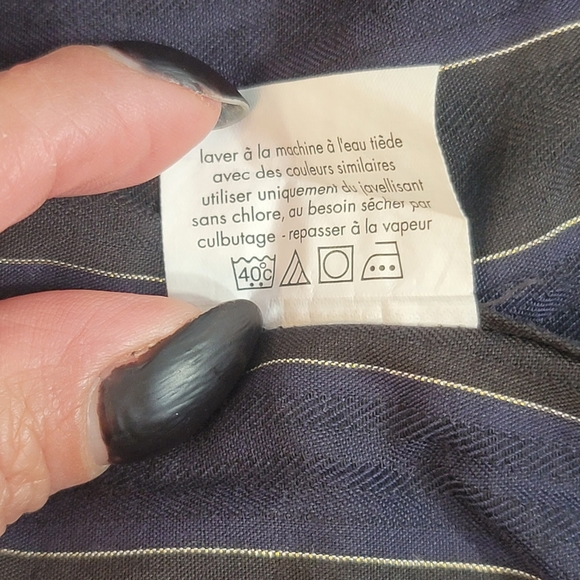 laver à la machine à l'eau tiède
avec des couleurs similaires
utiliser uniquement du javellisant
sans chlore, au besoin sécher par
culbutage - repasser à la vapeur
40°c